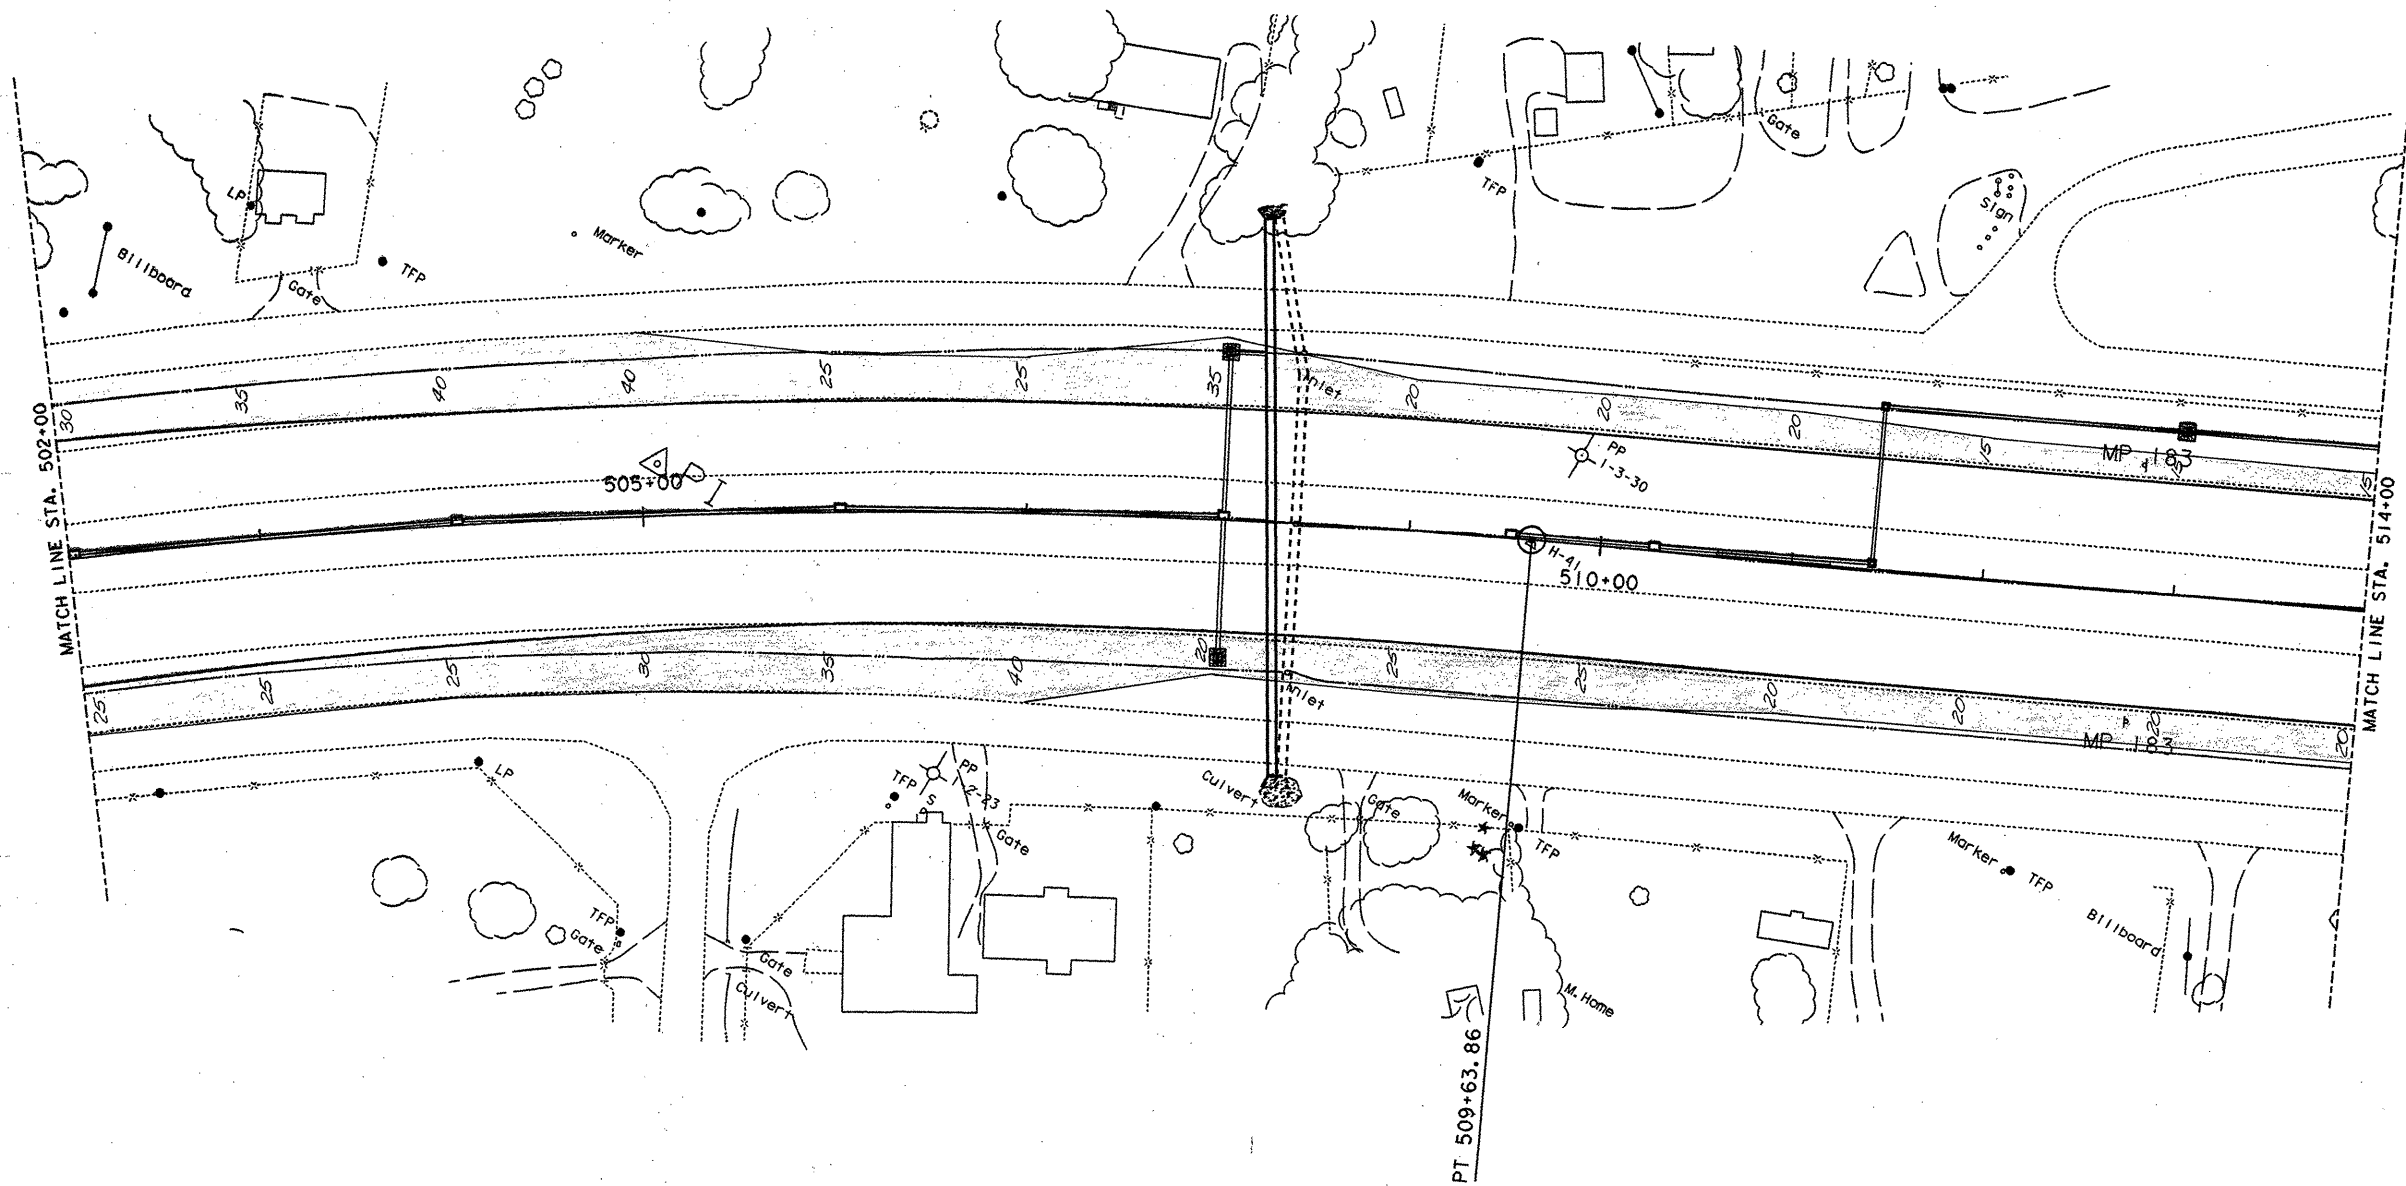 LP
Billboard
Gate
TFP
Marker
TFP
Gate
Sign
MATCH LINE STA. 502+00
30
35
40
40
25
25
35
Inlet
20
20
20
15
MP 183
15
505+00
PP
1-3-30
H-41
510+00
MATCH LINE STA. 514+00
25
25
25
30
35
40
20
Inlet
25
25
20
20
20
MP 183
20
LP
TFP
PP
1-2-23
S
Gate
Culvert
Gate
Marker
TFP
Marker
TFP
Billboard
TFP
Gate
Gate
Culvert
M. Home
PT 509+63.86